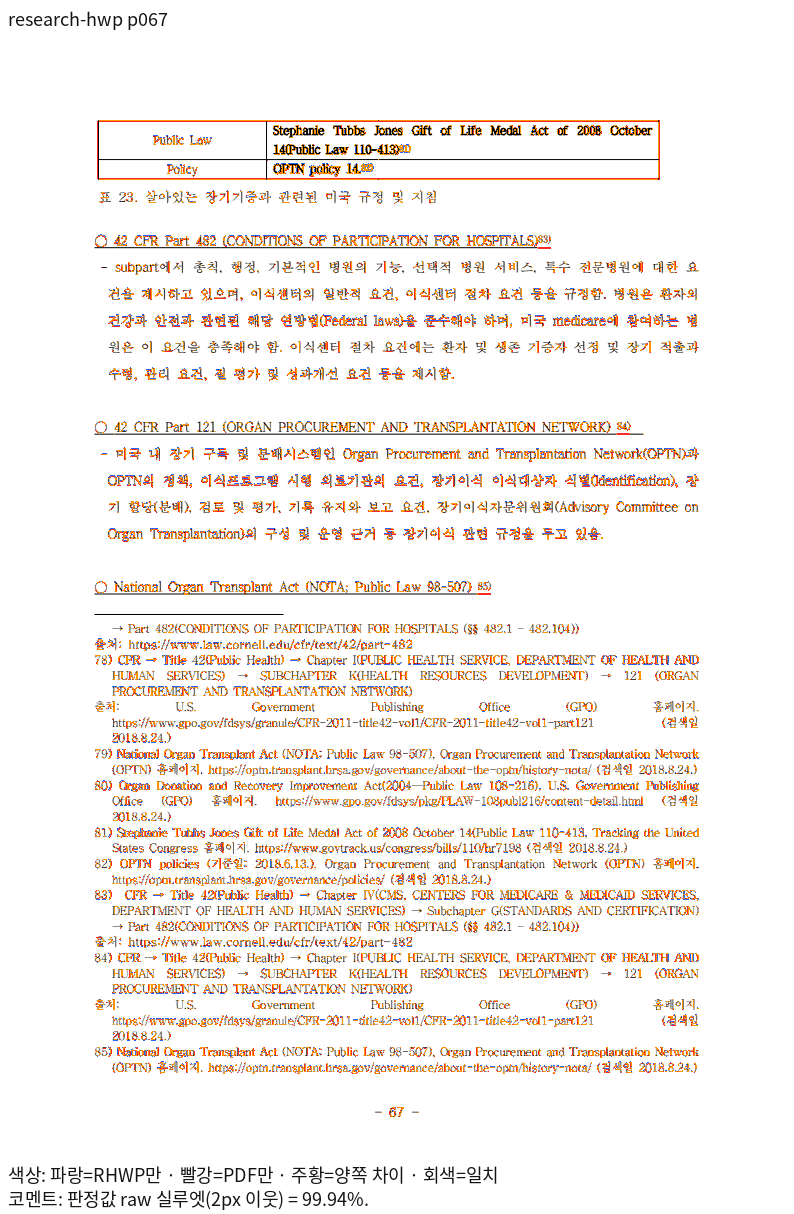 research-hwp p067
Public Law
Stephanie Tubbs Jones Gift of Life Medal Act of 2008 October
14(Public Law 110-413)81)
Policy
OPTN policy 14.82)
표 23. 살아있는 장기기증과 관련된 미국 규정 및 지침
○ 42 CFR Part 482 (CONDITIONS OF PARTICIPATION FOR HOSPITALS)83)
- subpart에서 총칙, 행정, 기본적인 병원의 기능, 선택적 병원 서비스, 특수 전문병원에 대한 요
건을 제시하고 있으며, 이식센터의 일반적 요건, 이식센터 절차 요건 등을 규정함. 병원은 환자의
건강과 안전과 관련된 해당 연방법(Federal laws)을 준수해야 하며, 미국 medicare에 참여하는 병
원은 이 요건을 충족해야 함. 이식센터 절차 요건에는 환자 및 생존 기증자 선정 및 장기 적출과
수령, 관리 요건, 필 평가 및 성과개선 요건 등을 제시함.
○ 42 CFR Part 121 (ORGAN PROCUREMENT AND TRANSPLANTATION NETWORK) 84)
- 미국 내 장기 구득 및 분배시스템인 Organ Procurement and Transplantation Network(OPTN)과
OPTN의 정책, 이식프로그램 시행 의료기관의 요건, 장기이식 이식대상자 식별(Identification), 장
기 할당(분배), 검토 및 평가, 기록 유지와 보고 요건, 장기이식자문위원회(Advisory Committee on
Organ Transplantation)의 구성 및 운영 근거 등 장기이식 관련 규정을 두고 있음.
○ National Organ Transplant Act (NOTA; Public Law 98-507) 85)
→ Part 482(CONDITIONS OF PARTICIPATION FOR HOSPITALS (§§ 482.1 - 482.104))
출처: https://www.law.cornell.edu/cfr/text/42/part-482
78) CFR → Title 42(Public Health) → Chapter I(PUBLIC HEALTH SERVICE, DEPARTMENT OF HEALTH AND
HUMAN SERVICES) → SUBCHAPTER K(HEALTH RESOURCES DEVELOPMENT) → 121 (ORGAN
PROCUREMENT AND TRANSPLANTATION NETWORK)
출처: U.S. Government Publishing Office (GPO) 홈페이지.
https://www.gpo.gov/fdsys/granule/CFR-2011-title42-vol1/CFR-2011-title42-vol1-part121 (검색일
2018.8.24.)
79) National Organ Transplant Act (NOTA: Public Law 98-507), Organ Procurement and Transplantation Network
(OPTN) 홈페이지. https://optn.transplant.hrsa.gov/governance/about-the-optn/history-nota/ (검색일 2018.8.24.)
80) Organ Donation and Recovery Improvement Act(2004—Public Law 108-216), U.S. Government Publishing
Office (GPO) 홈페이지. https://www.gpo.gov/fdsys/pkg/PLAW-108publ216/content-detail.html (검색일
2018.8.24.)
81) Stephanie Tubbs Jones Gift of Life Medal Act of 2008 October 14(Public Law 110-413, Tracking the United
States Congress 홈페이지. https://www.govtrack.us/congress/bills/110/hr7198 (검색일 2018.8.24.)
82) OPTN policies (기준일: 2018.6.13.), Organ Procurement and Transplantation Network (OPTN) 홈페이지.
https://optn.transplant.hrsa.gov/governance/policies/ (검색일 2018.8.24.)
83) CFR → Title 42(Public Health) → Chapter IV(CMS, CENTERS FOR MEDICARE & MEDICAID SERVICES,
DEPARTMENT OF HEALTH AND HUMAN SERVICES) → Subchapter G(STANDARDS AND CERTIFICATION)
→ Part 482(CONDITIONS OF PARTICIPATION FOR HOSPITALS (§§ 482.1 - 482.104))
출처: https://www.law.cornell.edu/cfr/text/42/part-482
84) CFR → Title 42(Public Health) → Chapter I(PUBLIC HEALTH SERVICE, DEPARTMENT OF HEALTH AND
HUMAN SERVICES) → SUBCHAPTER K(HEALTH RESOURCES DEVELOPMENT) → 121 (ORGAN
PROCUREMENT AND TRANSPLANTATION NETWORK)
출처: U.S. Government Publishing Office (GPO) 홈페이지.
https://www.gpo.gov/fdsys/granule/CFR-2011-title42-vol1/CFR-2011-title42-vol1-part121 (검색일
2018.8.24.)
85) National Organ Transplant Act (NOTA: Public Law 98-507), Organ Procurement and Transplantation Network
(OPTN) 홈페이지. https://optn.transplant.hrsa.gov/governance/about-the-optn/history-nota/ (검색일 2018.8.24.)
- 67 -
색상: 파랑=RHWP만 · 빨강=PDF만 · 주황=양쪽 차이 · 회색=일치
코멘트: 판정값 raw 실루엣(2px 이웃) = 99.94%.